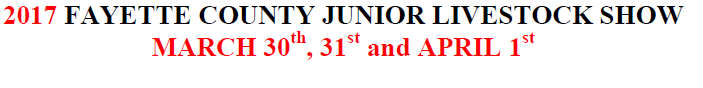 2017 FAYETTE COUNTY JUNIOR LIVESTOCK SHOW
MARCH 30th, 31st and APRIL 1st